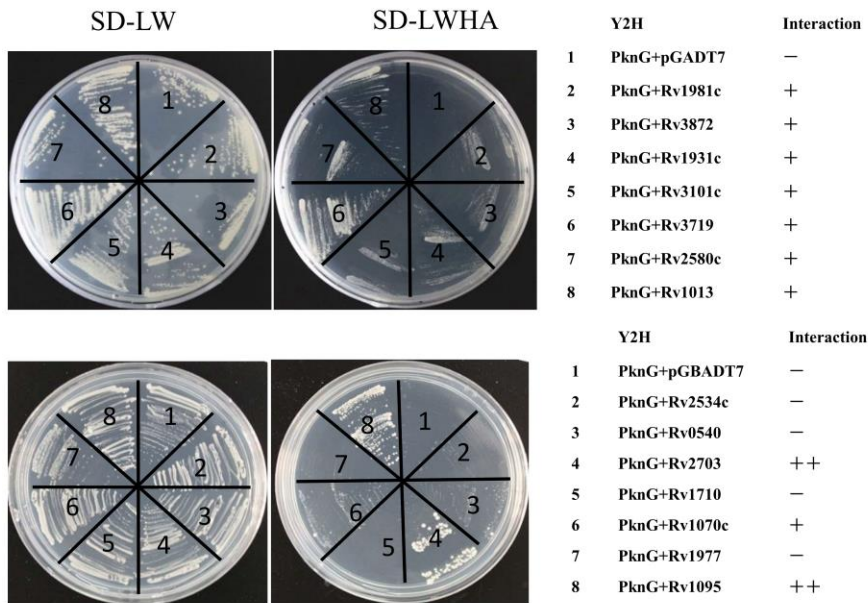 SD-LW SD-LWHA
Y2H Interaction
1 PknG+pGADT7 −
2 PknG+Rv1981c +
3 PknG+Rv3872 +
4 PknG+Rv1931c +
5 PknG+Rv3101c +
6 PknG+Rv3719 +
7 PknG+Rv2580c +
8 PknG+Rv1013 +
8 1 2 3 4 5 6 7
8 1 2 3 4 5 6 7
Y2H Interaction
1 PknG+pGBADT7 −
2 PknG+Rv2534c −
3 PknG+Rv0540 −
4 PknG+Rv2703 ++
5 PknG+Rv1710 −
6 PknG+Rv1070c +
7 PknG+Rv1977 −
8 PknG+Rv1095 ++
8 1 2 3 4 5 6 7
8 1 2 3 4 5 6 7